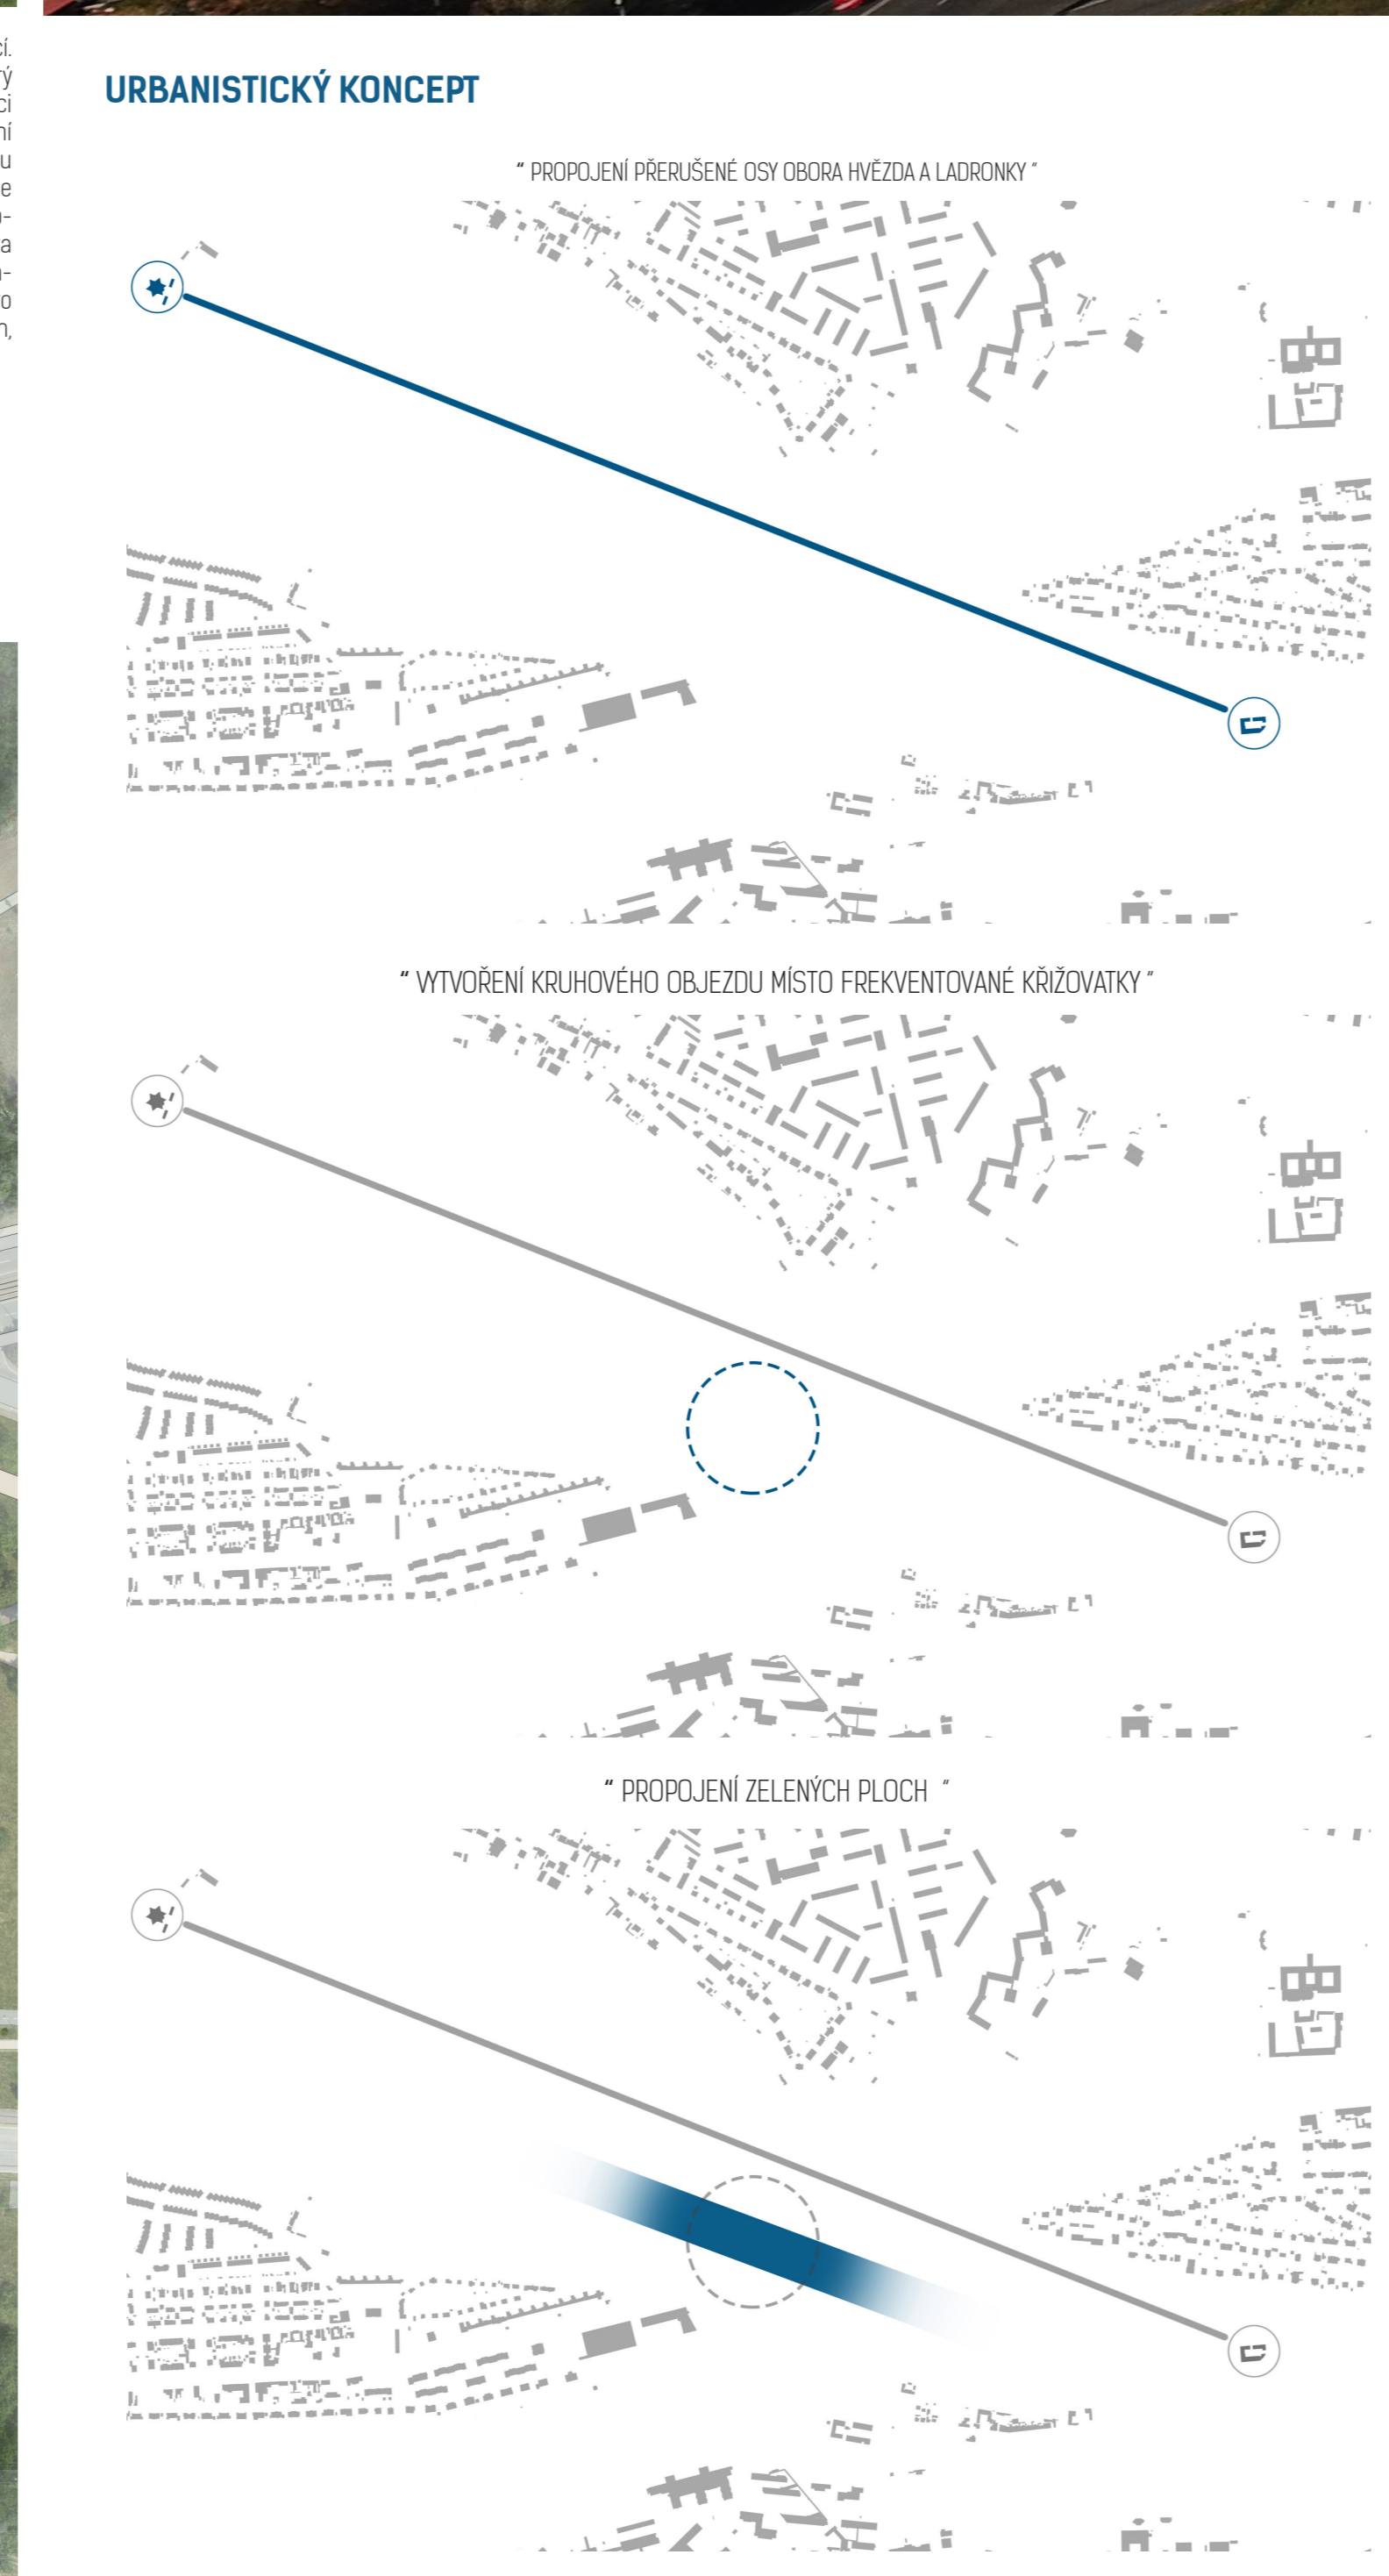 URBANISTICKÝ KONCEPT
“ PROPOJENÍ PŘERUŠENÉ OSY OBORA HVĚZDA A LADRONKY “
“ VYTVOŘENÍ KRUHOVÉHO OBJEZDU MÍSTO FREKVENTOVANÉ KŘIŽOVATKY “
“ PROPOJENÍ ZELENÝCH PLOCH “